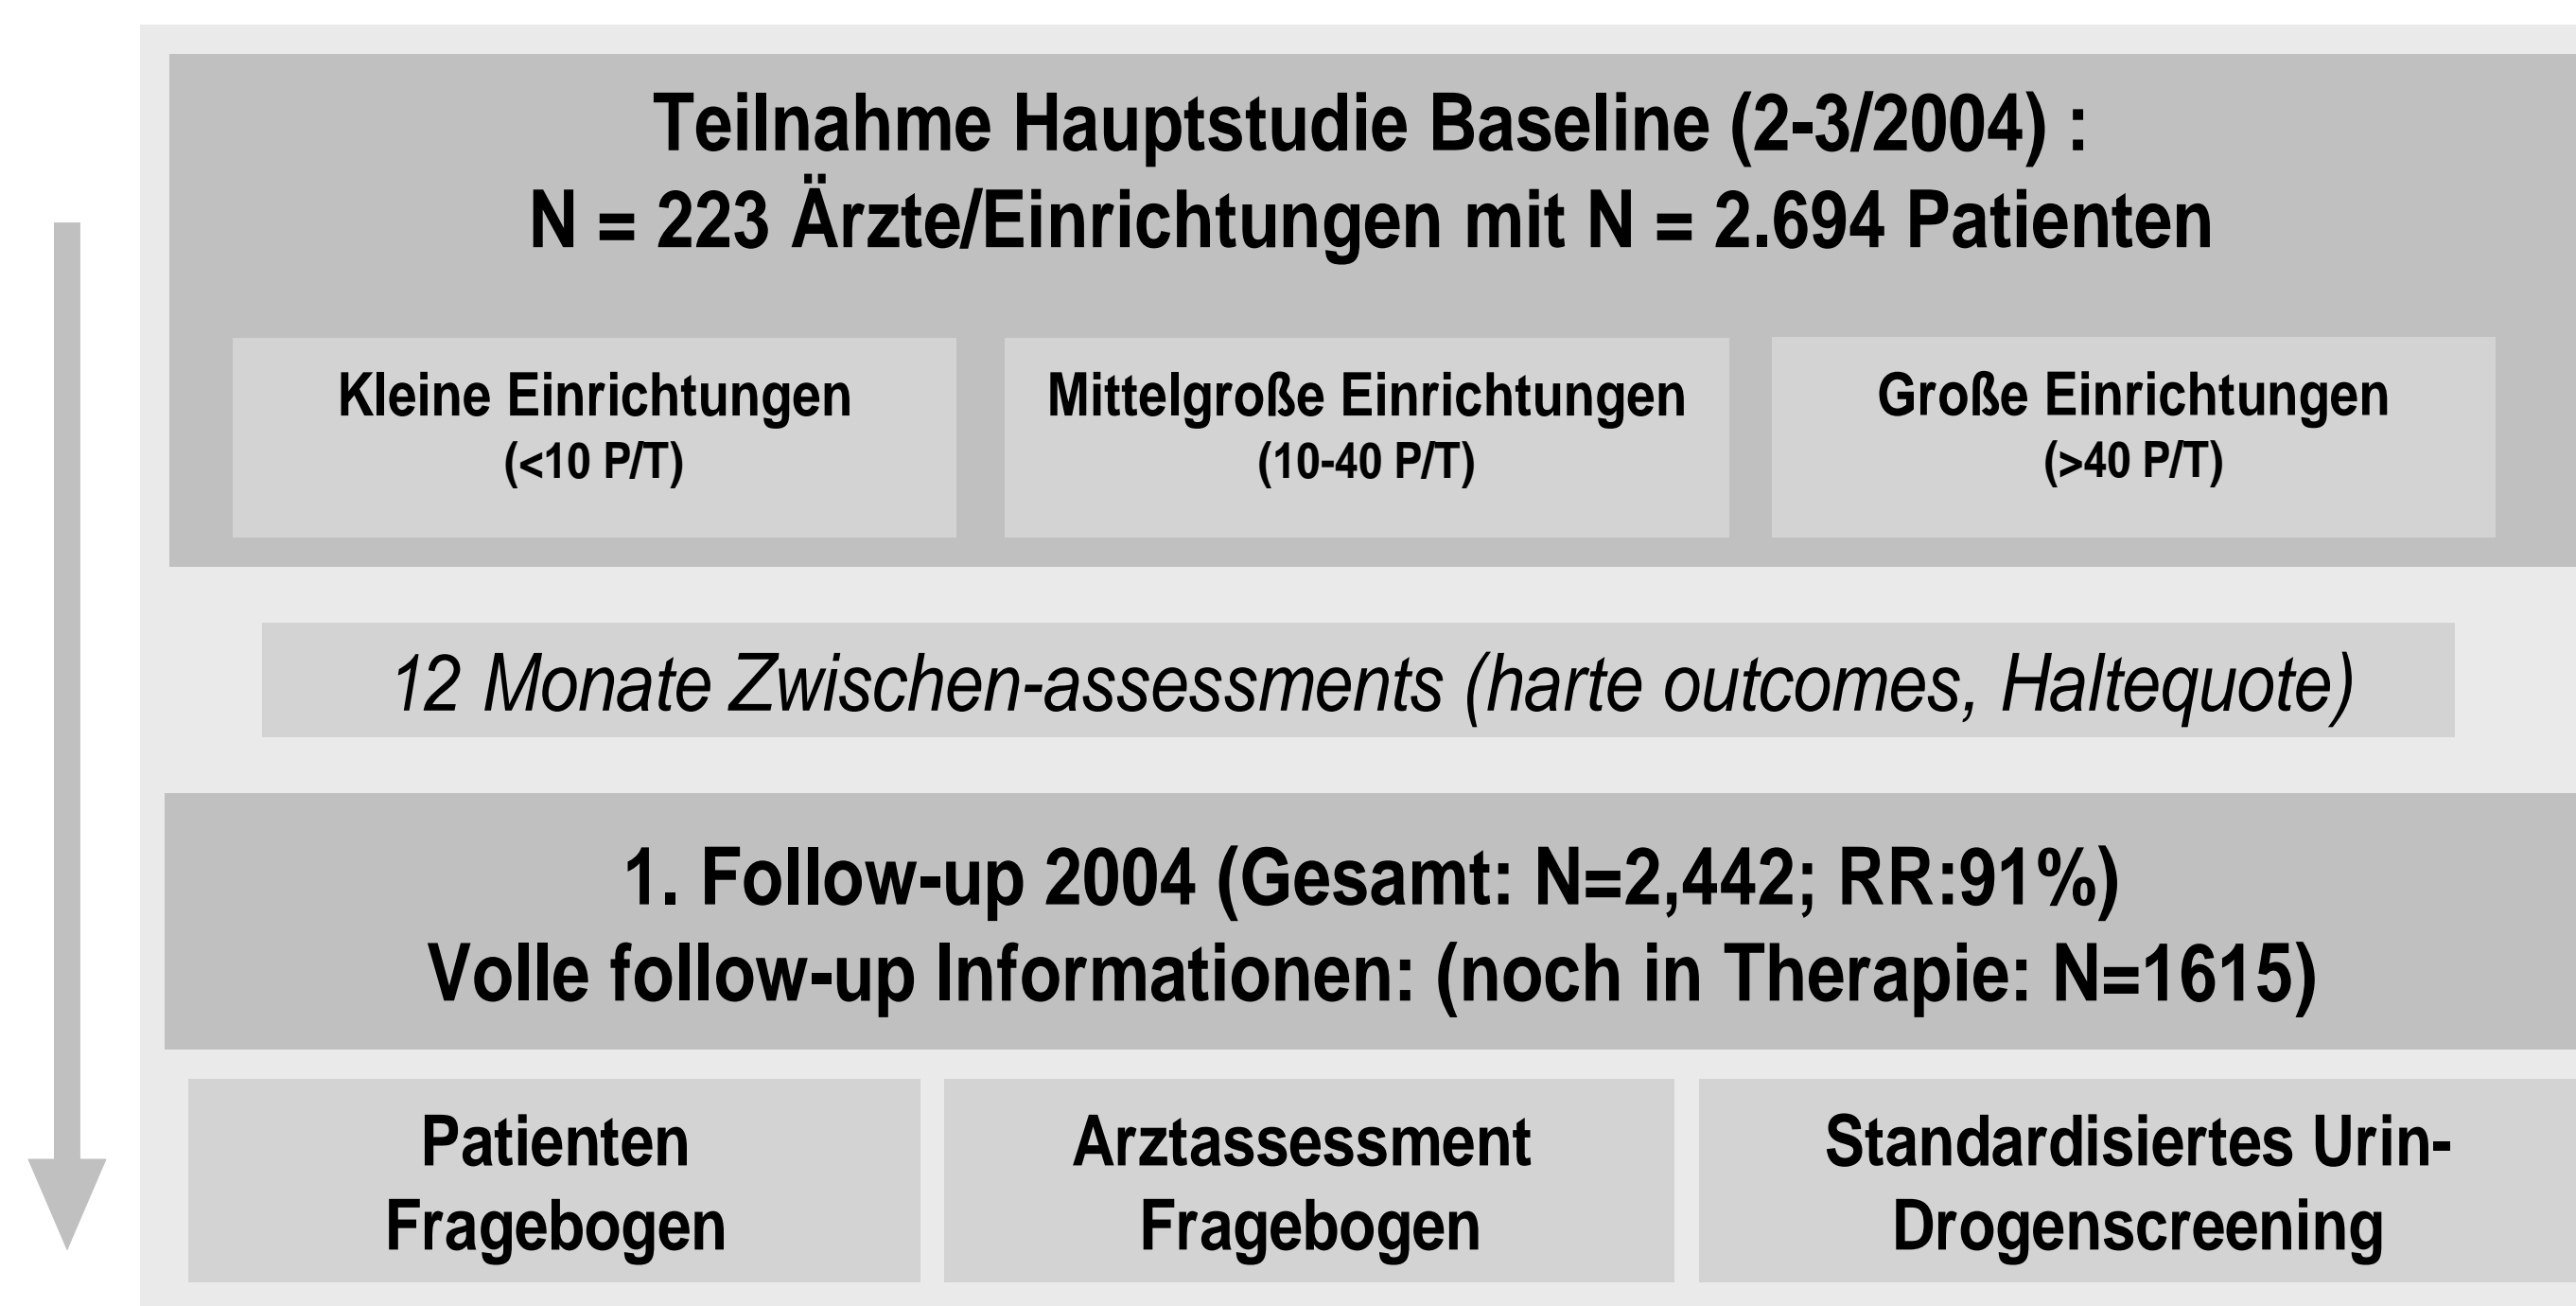 Teilnahme Hauptstudie Baseline (2-3/2004) :
N = 223 Ärzte/Einrichtungen mit N = 2.694 Patienten
Kleine Einrichtungen
(<10 P/T)
Mittelgroße Einrichtungen
(10-40 P/T)
Große Einrichtungen
(>40 P/T)
12 Monate Zwischen-assessments (harte outcomes, Haltequote)
1. Follow-up 2004 (Gesamt: N=2,442; RR:91%)
Volle follow-up Informationen: (noch in Therapie: N=1615)
Patienten
Fragebogen
Arztassessment
Fragebogen
Standardisiertes Urin-
Drogenscreening